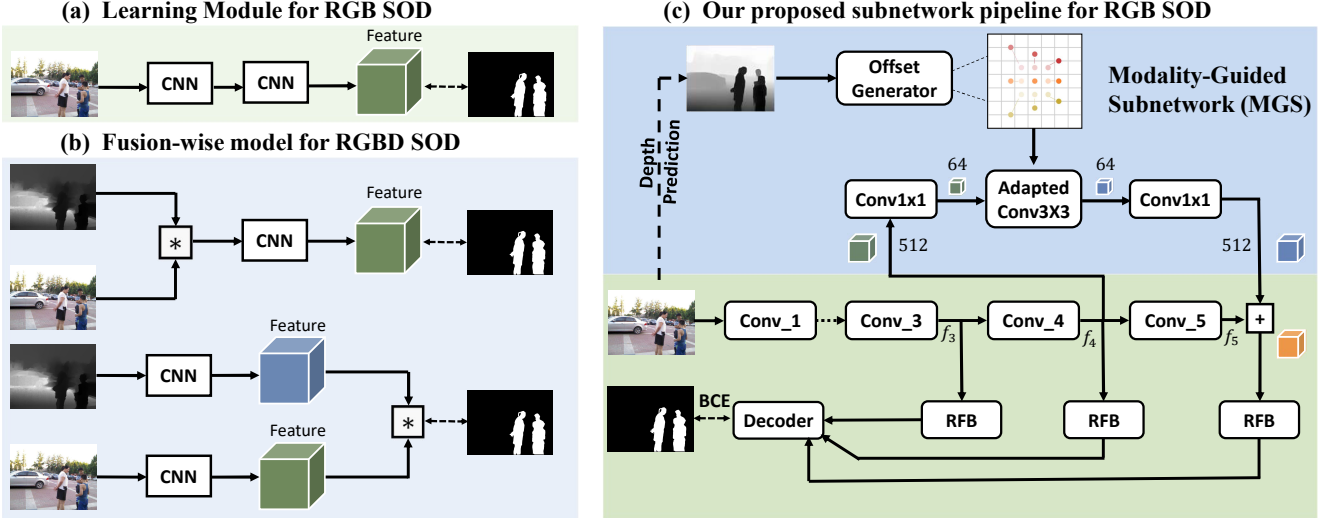 (a) Learning Module for RGB SOD
Feature
CNN
CNN
(b) Fusion-wise model for RGBD SOD
Feature
*
CNN
Feature
CNN
*
Feature
CNN
(c) Our proposed subnetwork pipeline for RGB SOD
Offset
Generator
Modality-Guided
Subnetwork (MGS)
Depth
Prediction
64
64
Conv1x1
Adapted
Conv3X3
Conv1x1
512
512
Conv_1
Conv_3
Conv_4
Conv_5
+
f3
f4
f5
BCE
Decoder
RFB
RFB
RFB